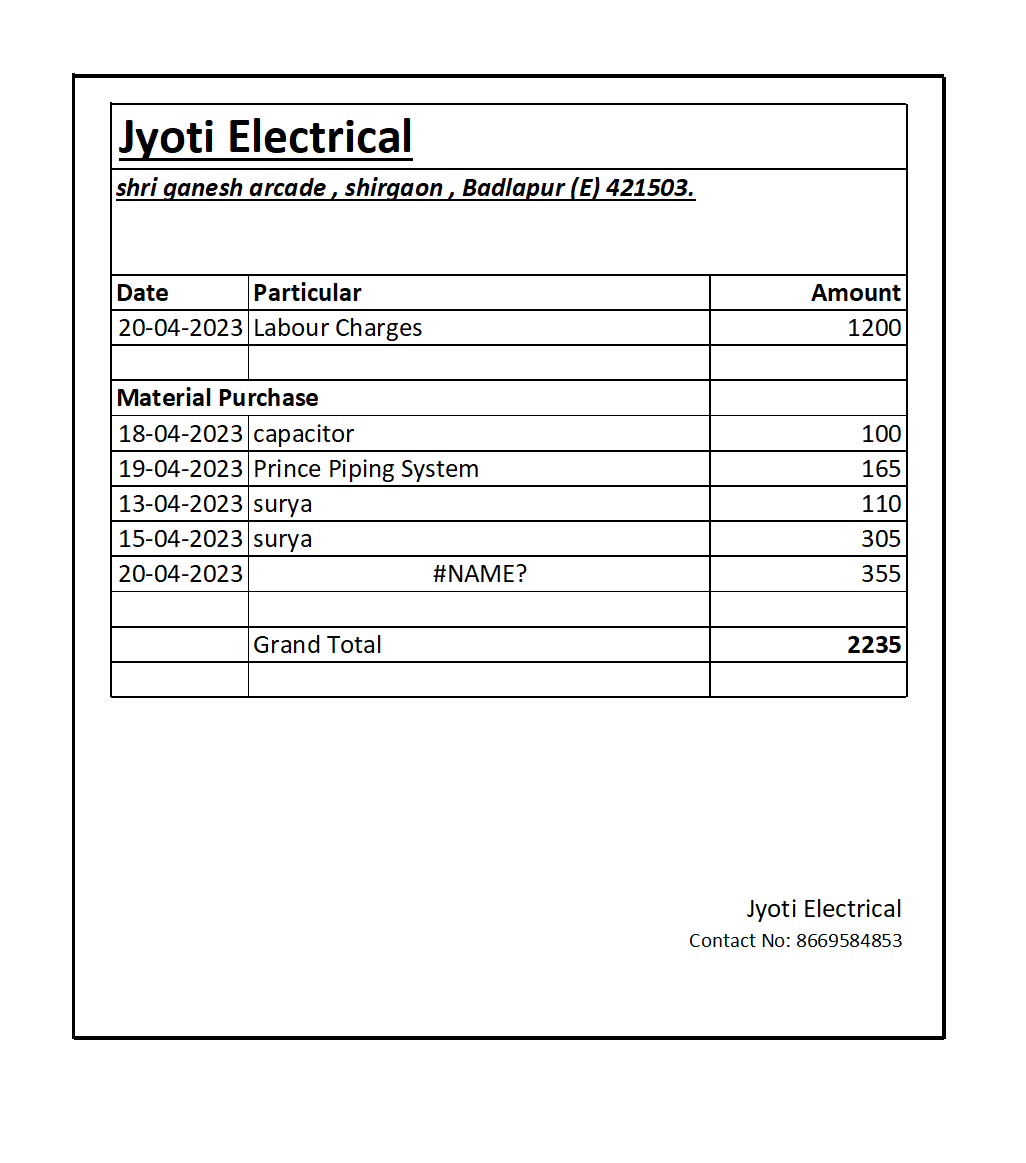 Jyoti Electrical
shri ganesh arcade , shirgaon , Badlapur (E) 421503.
Date Particular Amount
20-04-2023 Labour Charges 1200
Material Purchase
18-04-2023 capacitor 100
19-04-2023 Prince Piping System 165
13-04-2023 surya 110
15-04-2023 surya 305
20-04-2023 #NAME? 355
Grand Total 2235
Jyoti Electrical
Contact No: 8669584853